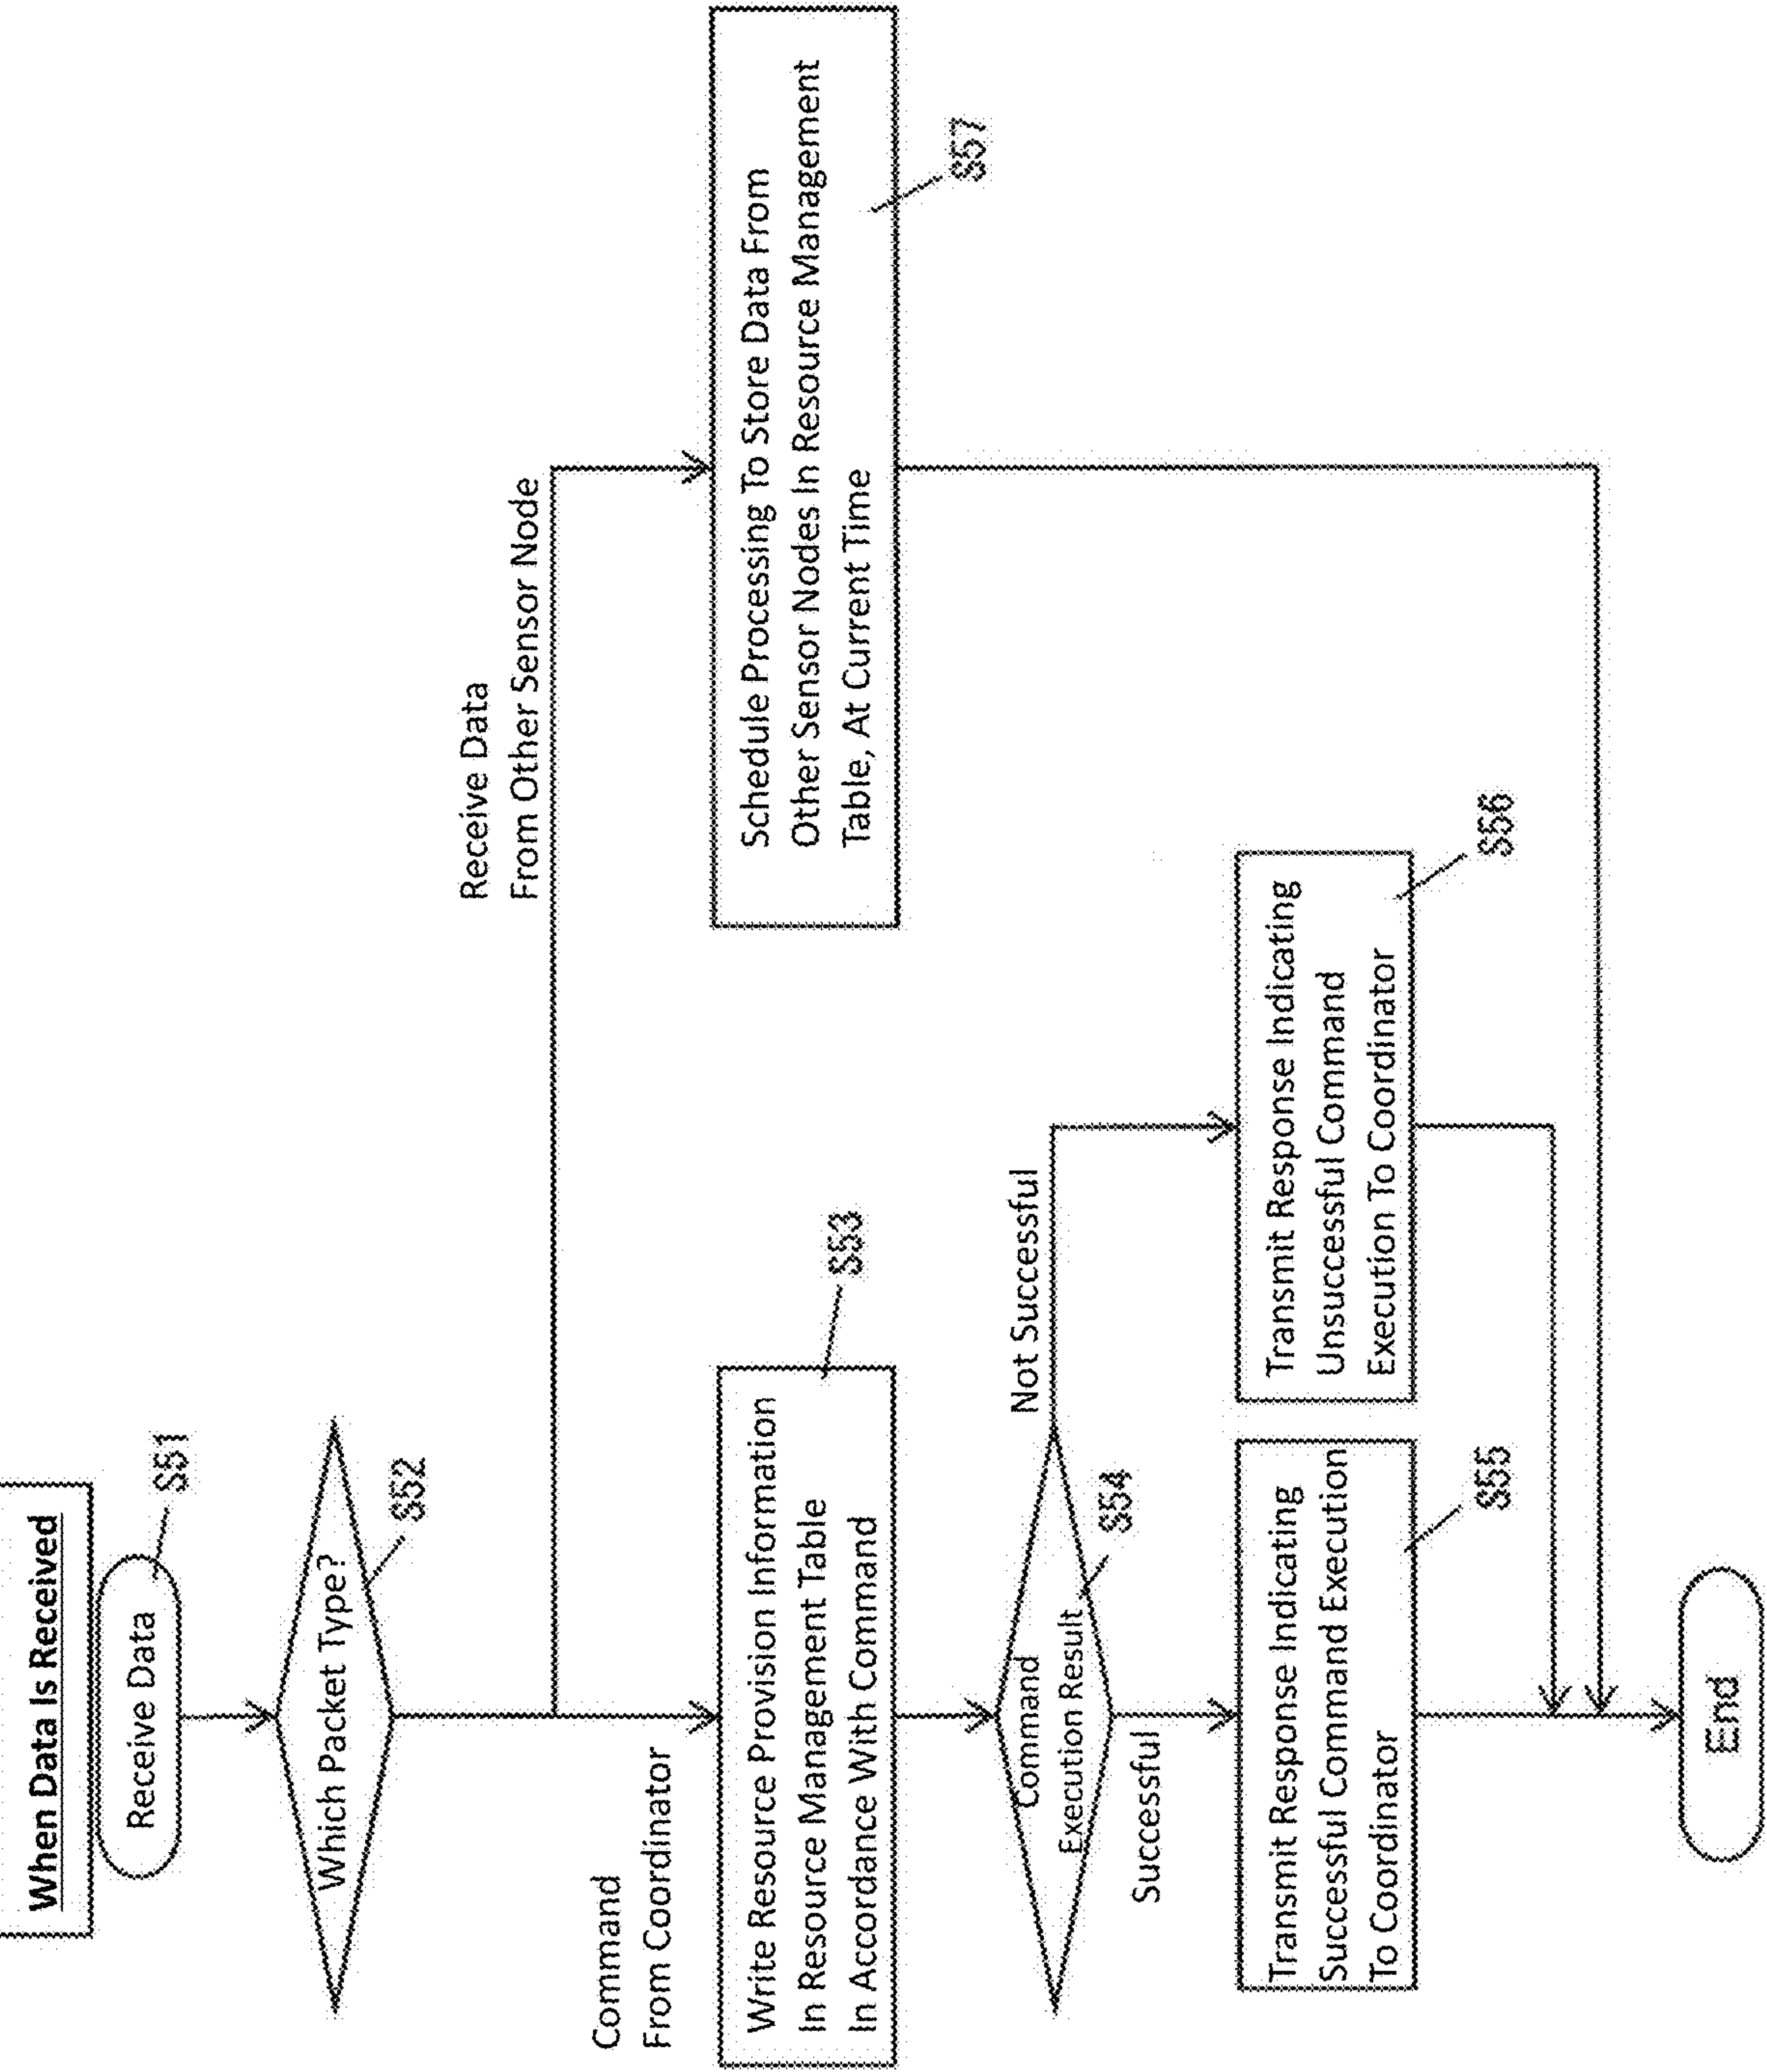 When Data Is Received
Receive Data
S51
Which Packet Type?
S52
Command
From Coordinator
Receive Data
From Other Sensor Node
Write Resource Provision Information
In Resource Management Table
In Accordance With Command
S53
Schedule Processing To Store Data From
Other Sensor Nodes In Resource Management
Table, At Current Time
S57
Command
Execution Result
S54
Not Successful
Successful
Transmit Response Indicating
Successful Command Execution
To Coordinator
S55
Transmit Response Indicating
Unsuccessful Command
Execution To Coordinator
S56
End